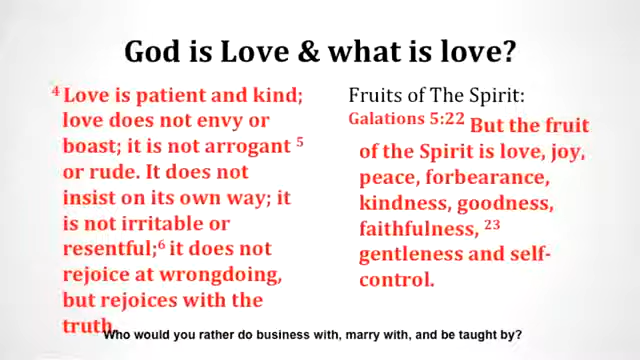 God is Love & what is love?
4 Love is patient and kind;
love does not envy or
boast; it is not arrogant 5
or rude. It does not
insist on its own way; it
is not irritable or
resentful;6 it does not
rejoice at wrongdoing,
but rejoices with the
truth
Fruits of The Spirit:
Galations 5:22 But the fruit
of the Spirit is love, joy,
peace, forbearance,
kindness, goodness,
faithfulness, 23
gentleness and self-
control.
Who would you rather do business with, marry with, and be taught by?